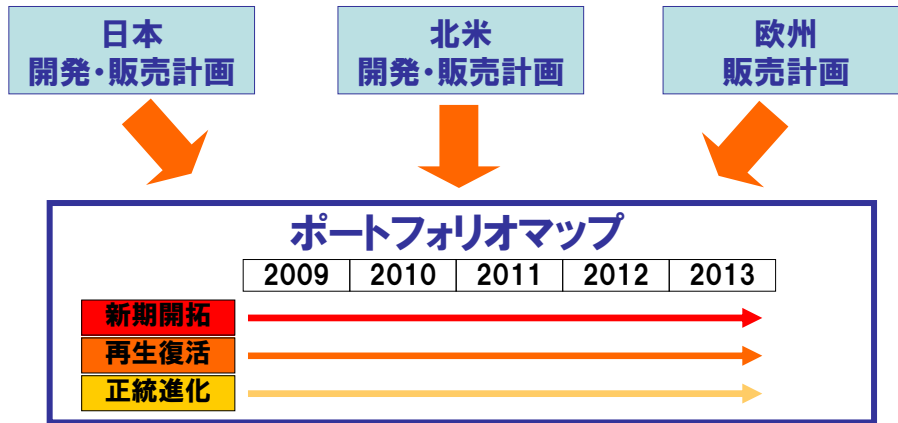 日本
開発・販売計画
北米
開発・販売計画
欧州
販売計画
ポートフォリオマップ
2009 2010 2011 2012 2013
新期開拓
再生復活
正統進化